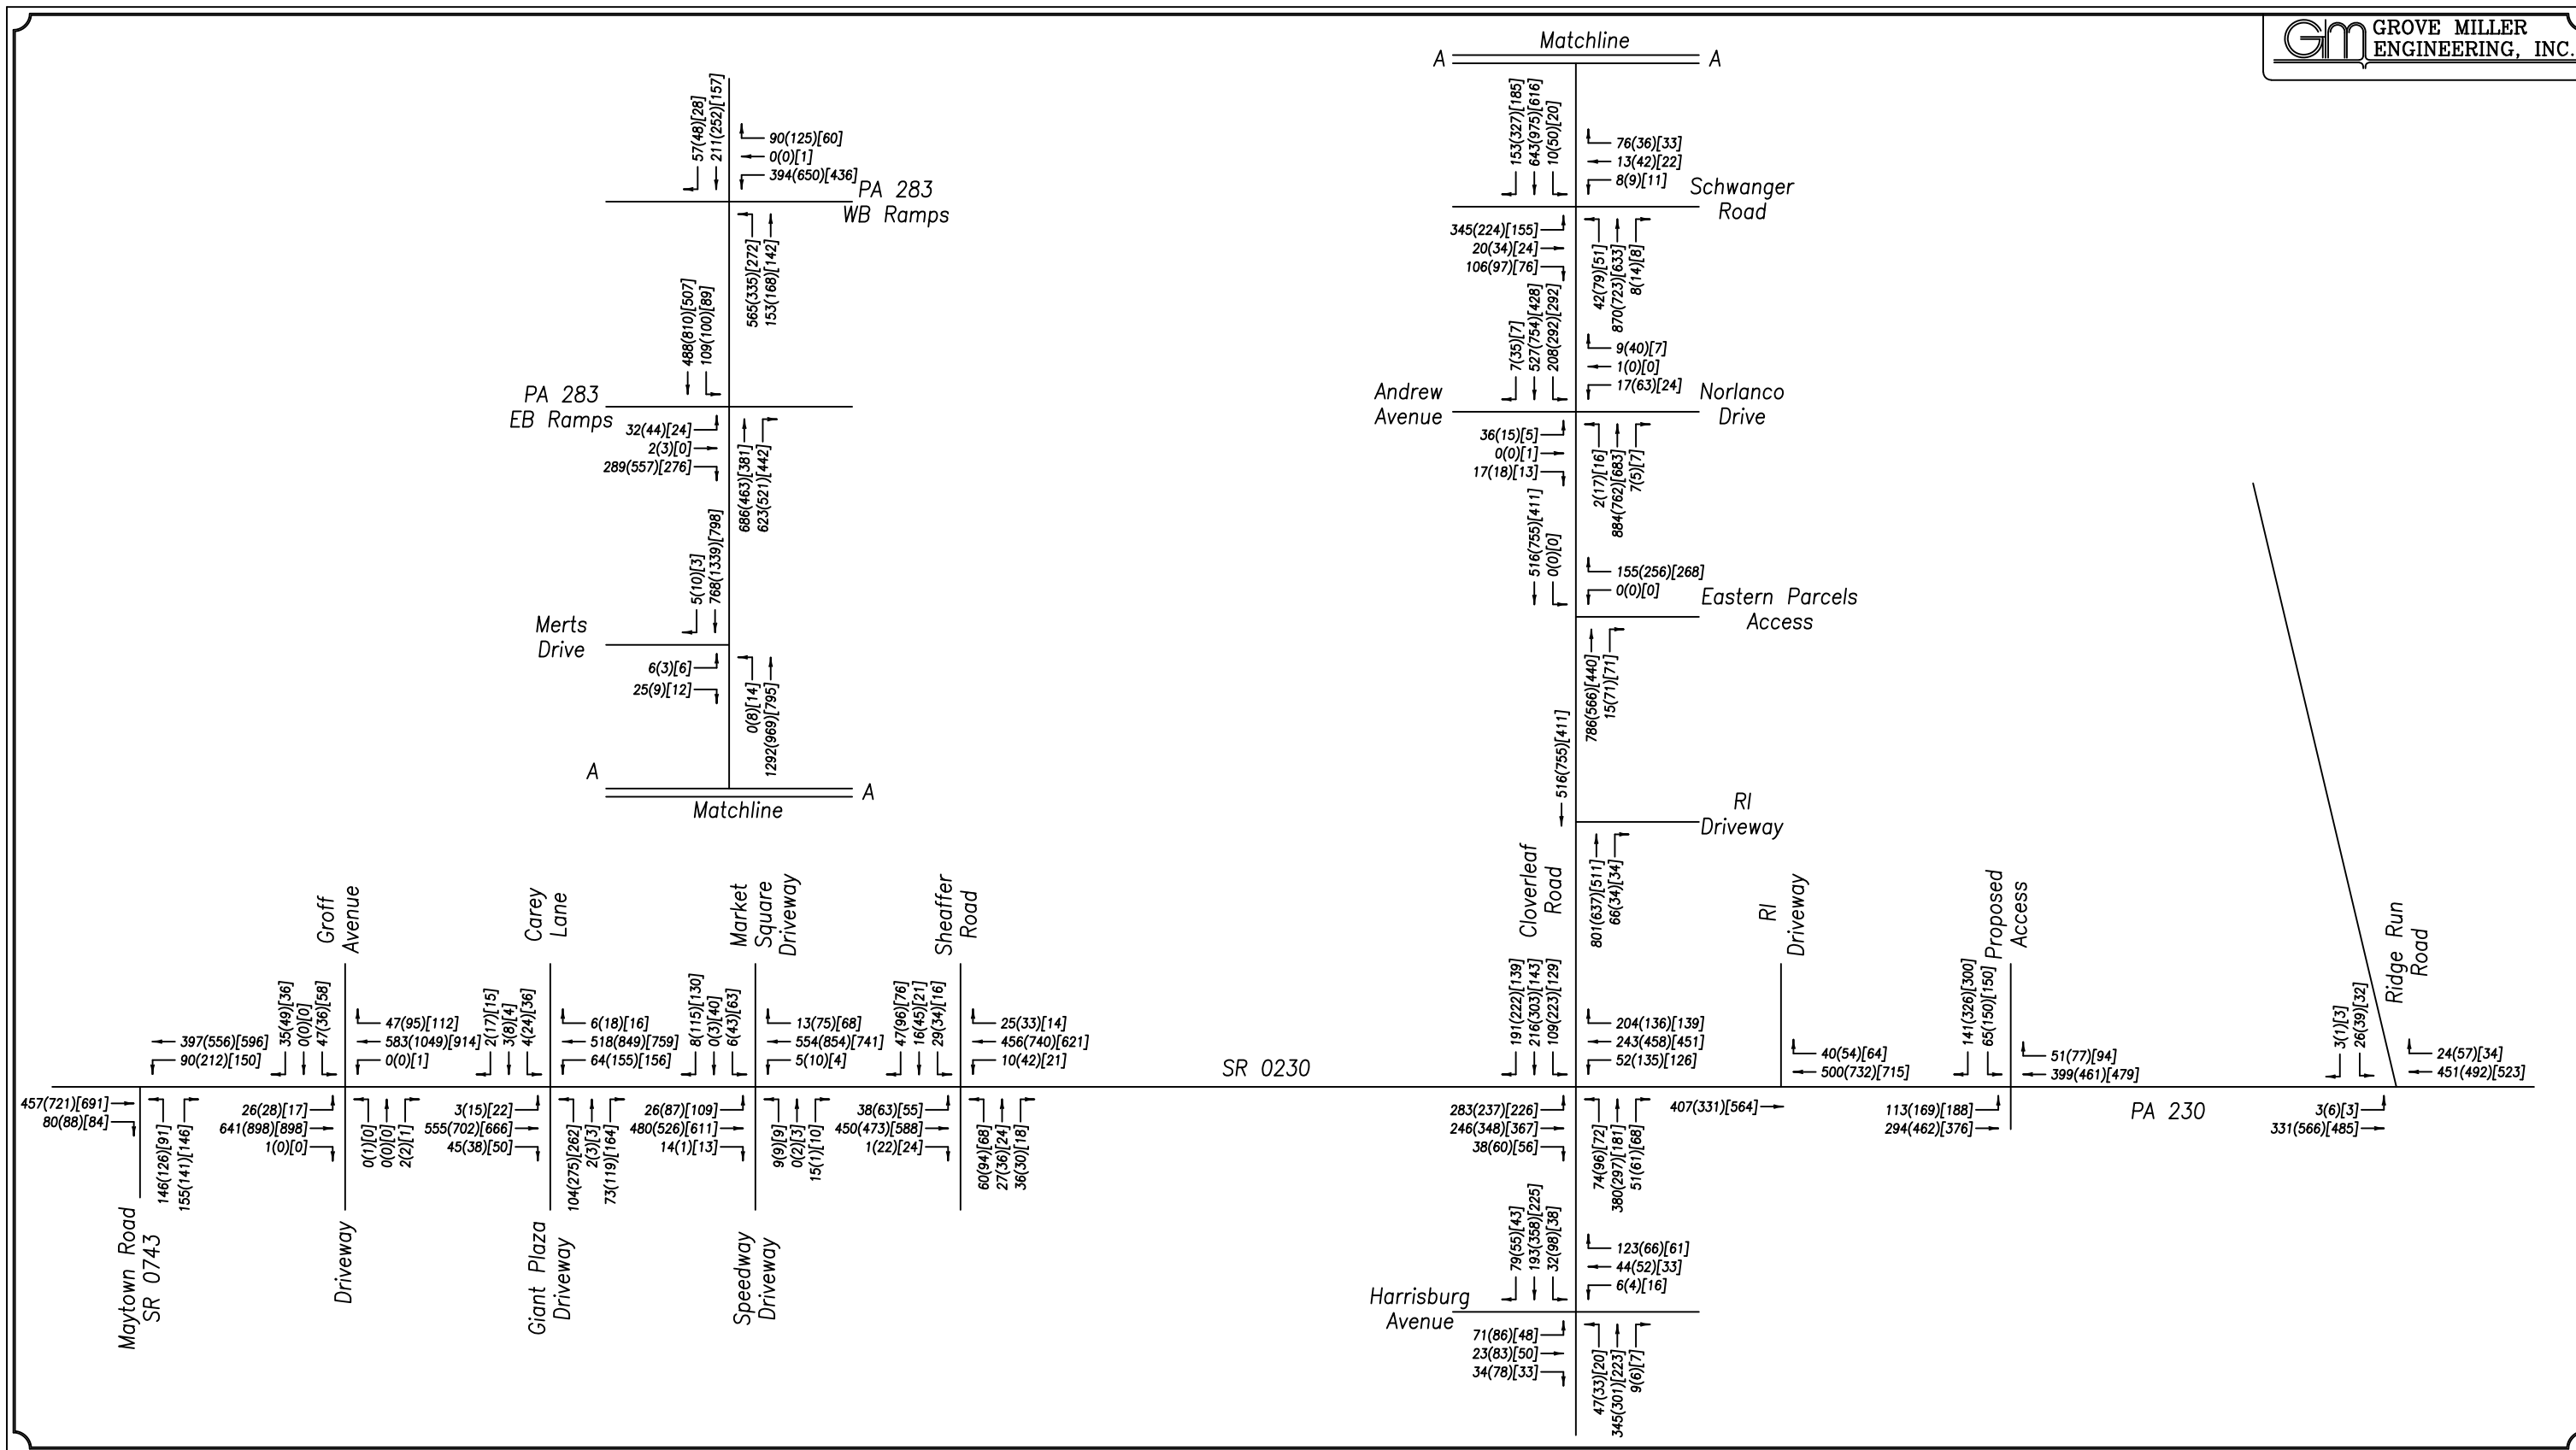 GROVE MILLER
ENGINEERING, INC.
Gm
Matchline
A
A
57(48)[28]
211(252)[157]
90(125)[60]
0(0)[1]
394(650)[436]
PA 283
WB Ramps
565(335)[272]
153(168)[142]
488(810)[507]
109(100)[89]
PA 283
EB Ramps
32(44)[24]
2(3)[0]
289(557)[276]
686(463)[381]
623(521)[442]
5(10)[3]
768(1339)[798]
Merts
Drive
6(3)[6]
25(9)[12]
0(8)[14]
1292(969)[795]
A
A
Matchline
153(327)[185]
643(975)[616]
10(50)[20]
76(36)[33]
13(42)[22]
8(9)[11]
Schwanger
Road
345(224)[155]
20(34)[24]
106(97)[76]
42(79)[51]
870(723)[633]
8(14)[8]
7(35)[7]
527(754)[428]
208(292)[292]
9(40)[7]
1(0)[0]
17(63)[24]
Andrew
Avenue
Norlanco
Drive
36(15)[5]
0(0)[1]
17(18)[13]
2(17)[16]
884(762)[683]
7(5)[7]
516(755)[411]
0(0)[0]
155(256)[268]
0(0)[0]
Eastern Parcels
Access
786(566)[440]
15(71)[71]
516(755)[411]
RI
Driveway
801(637)[511]
66(34)[34]
Groff
Avenue
Carey
Lane
Market
Square
Driveway
Sheaffer
Road
Cloverleaf
Road
RI
Driveway
Proposed
Access
Ridge Run
Road
397(556)[596]
90(212)[150]
457(721)[691]
80(88)[84]
146(126)[91]
155(141)[146]
Maytown Road
SR 0743
35(49)[36]
0(0)[0]
47(36)[58]
47(95)[112]
583(1049)[914]
0(0)[1]
26(28)[17]
641(898)[898]
1(0)[0]
0(1)[0]
0(0)[0]
2(2)[1]
Driveway
2(17)[15]
3(8)[4]
4(24)[36]
6(18)[16]
518(849)[759]
64(155)[156]
3(15)[22]
555(702)[666]
45(38)[50]
104(275)[262]
2(3)[3]
73(119)[164]
Giant Plaza
Driveway
8(115)[130]
0(3)[40]
6(43)[63]
13(75)[68]
554(854)[741]
5(10)[4]
26(87)[109]
480(526)[611]
14(1)[13]
9(9)[9]
0(2)[3]
15(1)[10]
Speedway
Driveway
47(96)[76]
16(45)[21]
29(34)[16]
25(33)[14]
456(740)[621]
10(42)[21]
38(63)[55]
450(473)[588]
1(22)[24]
60(94)[68]
27(36)[24]
36(30)[18]
SR 0230
191(222)[139]
216(303)[143]
109(223)[129]
204(136)[139]
243(458)[451]
52(135)[126]
283(237)[226]
246(348)[367]
38(60)[56]
74(96)[72]
380(297)[181]
51(61)[68]
40(54)[64]
500(732)[715]
407(331)[564]
141(326)[300]
65(150)[150]
51(77)[94]
399(461)[479]
113(169)[188]
294(462)[376]
PA 230
3(1)[3]
26(39)[32]
24(57)[34]
451(492)[523]
3(6)[3]
331(566)[485]
79(55)[43]
193(358)[225]
32(98)[38]
123(66)[61]
44(52)[33]
6(4)[16]
Harrisburg
Avenue
71(86)[48]
23(83)[50]
34(78)[33]
47(33)[20]
345(301)[223]
9(6)[7]